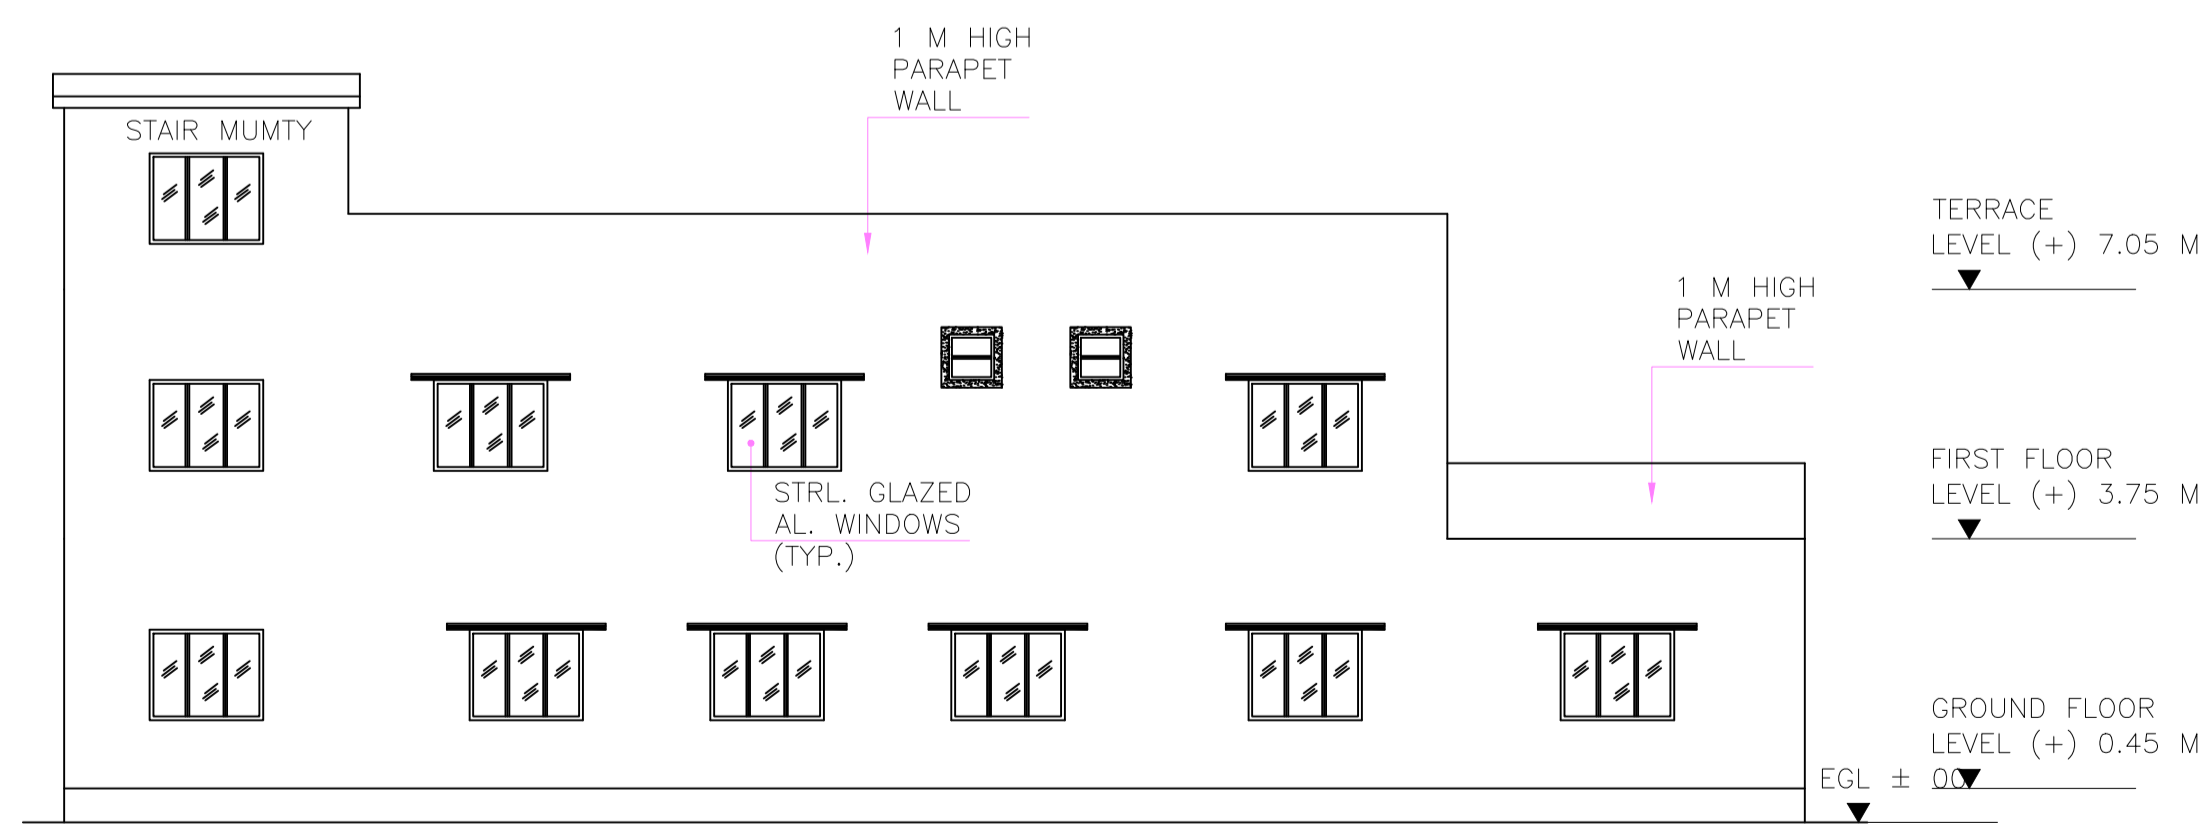 1 M HIGH
PARAPET
WALL
STAIR MUMTY
TERRACE
LEVEL (+) 7.05 M
1 M HIGH
PARAPET
WALL
FIRST FLOOR
LEVEL (+) 3.75 M
STRL. GLAZED
AL. WINDOWS
(TYP.)
GROUND FLOOR
LEVEL (+) 0.45 M
EGL ± 00